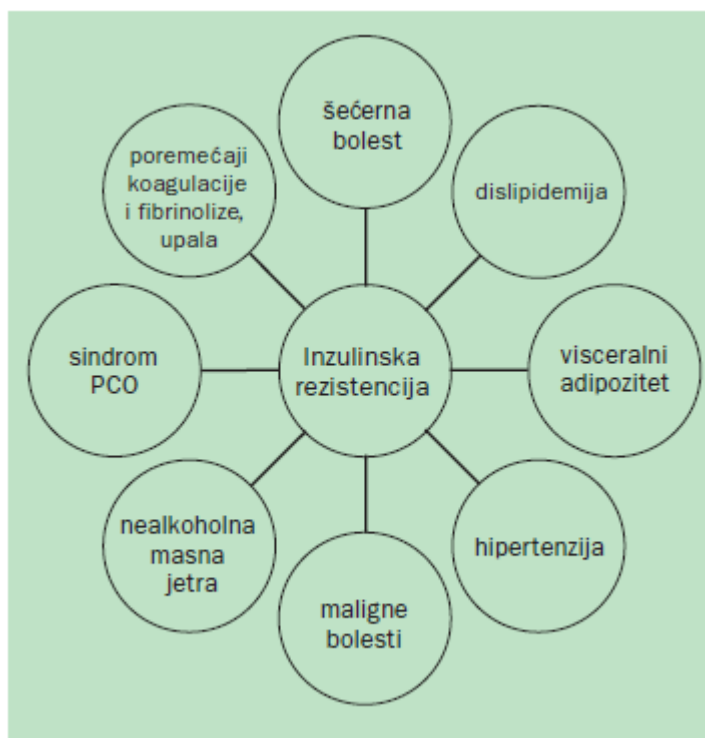 šećerna
bolest
poremećaji
koagulacije
i fibrinolize,
upala
dislipidemija
sindrom
PCO
Inzulinska
rezistencija
visceralni
adipozitet
nealkoholna
masna
jetra
hipertenzija
maligne
bolesti